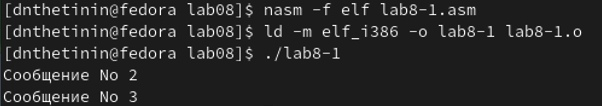 [dnthetinin@fedora lab08]$ nasm -f elf lab8-1.asm
[dnthetinin@fedora lab08]$ ld -m elf_i386 -o lab8-1 lab8-1.o
[dnthetinin@fedora lab08]$ ./lab8-1
Сообщение No 2
Сообщение No 3